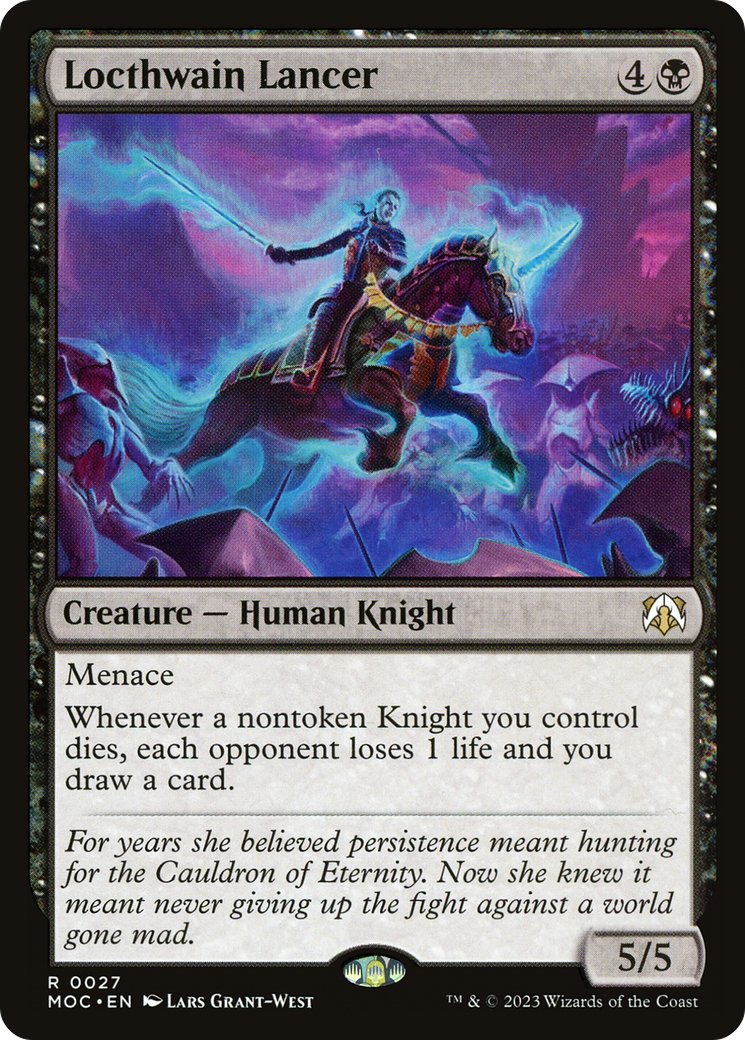 Locthwain Lancer 4
Creature — Human Knight
Menace
Whenever a nontoken Knight you control
dies, each opponent loses 1 life and you
draw a card.
For years she believed persistence meant hunting
for the Cauldron of Eternity. Now she knew it
meant never giving up the fight against a world
gone mad.
5/5
R 0027
MOC • EN Lars Grant-West
™ & © 2023 Wizards of the Coast